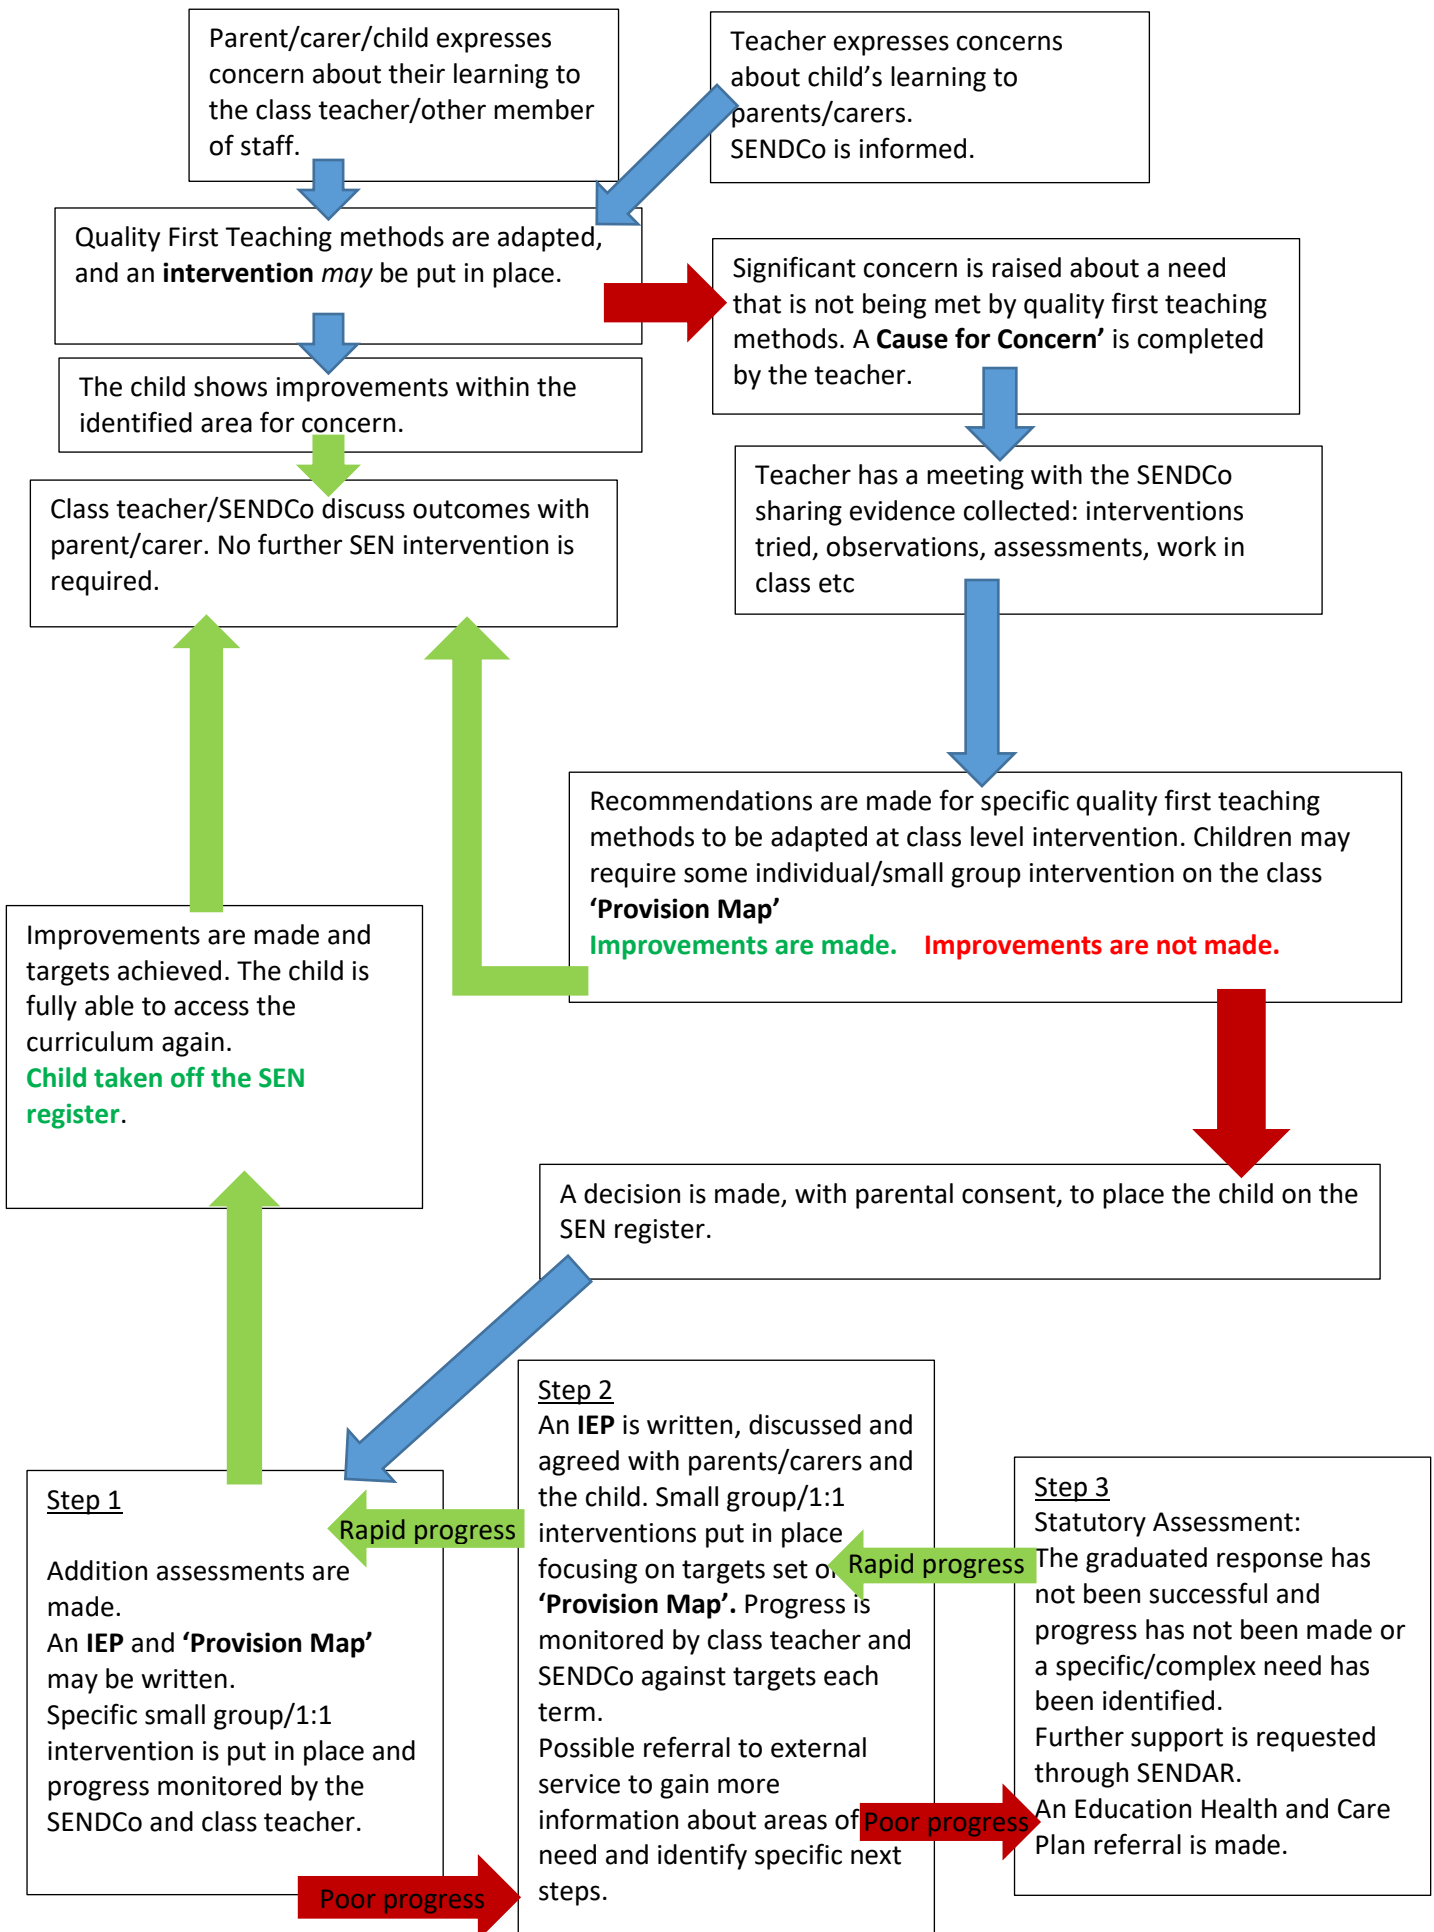 Parent/carer/child expresses
concern about their learning to
the class teacher/other member
of staff.
Teacher expresses concerns
about child’s learning to
parents/carers.
SENDCo is informed.
Quality First Teaching methods are adapted,
and an intervention may be put in place.
Significant concern is raised about a need
that is not being met by quality first teaching
methods. A Cause for Concern’ is completed
by the teacher.
The child shows improvements within the
identified area for concern.
Class teacher/SENDCo discuss outcomes with
parent/carer. No further SEN intervention is
required.
Teacher has a meeting with the SENDCo
sharing evidence collected: interventions
tried, observations, assessments, work in
class etc
Recommendations are made for specific quality first teaching
methods to be adapted at class level intervention. Children may
require some individual/small group intervention on the class
‘Provision Map’
Improvements are made. Improvements are not made.
Improvements are made and
targets achieved. The child is
fully able to access the
curriculum again.
Child taken off the SEN
register.
A decision is made, with parental consent, to place the child on the
SEN register.
Step 1
Addition assessments are
made.
An IEP and ‘Provision Map’
may be written.
Specific small group/1:1
intervention is put in place and
progress monitored by the
SENDCo and class teacher.
Rapid progress
Poor progress
Step 2
An IEP is written, discussed and
agreed with parents/carers and
the child. Small group/1:1
interventions put in place
focusing on targets set
‘Provision Map’. Progress is
monitored by class teacher and
SENDCo against targets each
term.
Possible referral to external
service to gain more
information about areas of
need and identify specific next
steps.
Rapid progress
Poor progress
Step 3
Statutory Assessment:
The graduated response has
not been successful and
progress has not been made or
a specific/complex need has
been identified.
Further support is requested
through SENDAR.
An Education Health and Care
Plan referral is made.